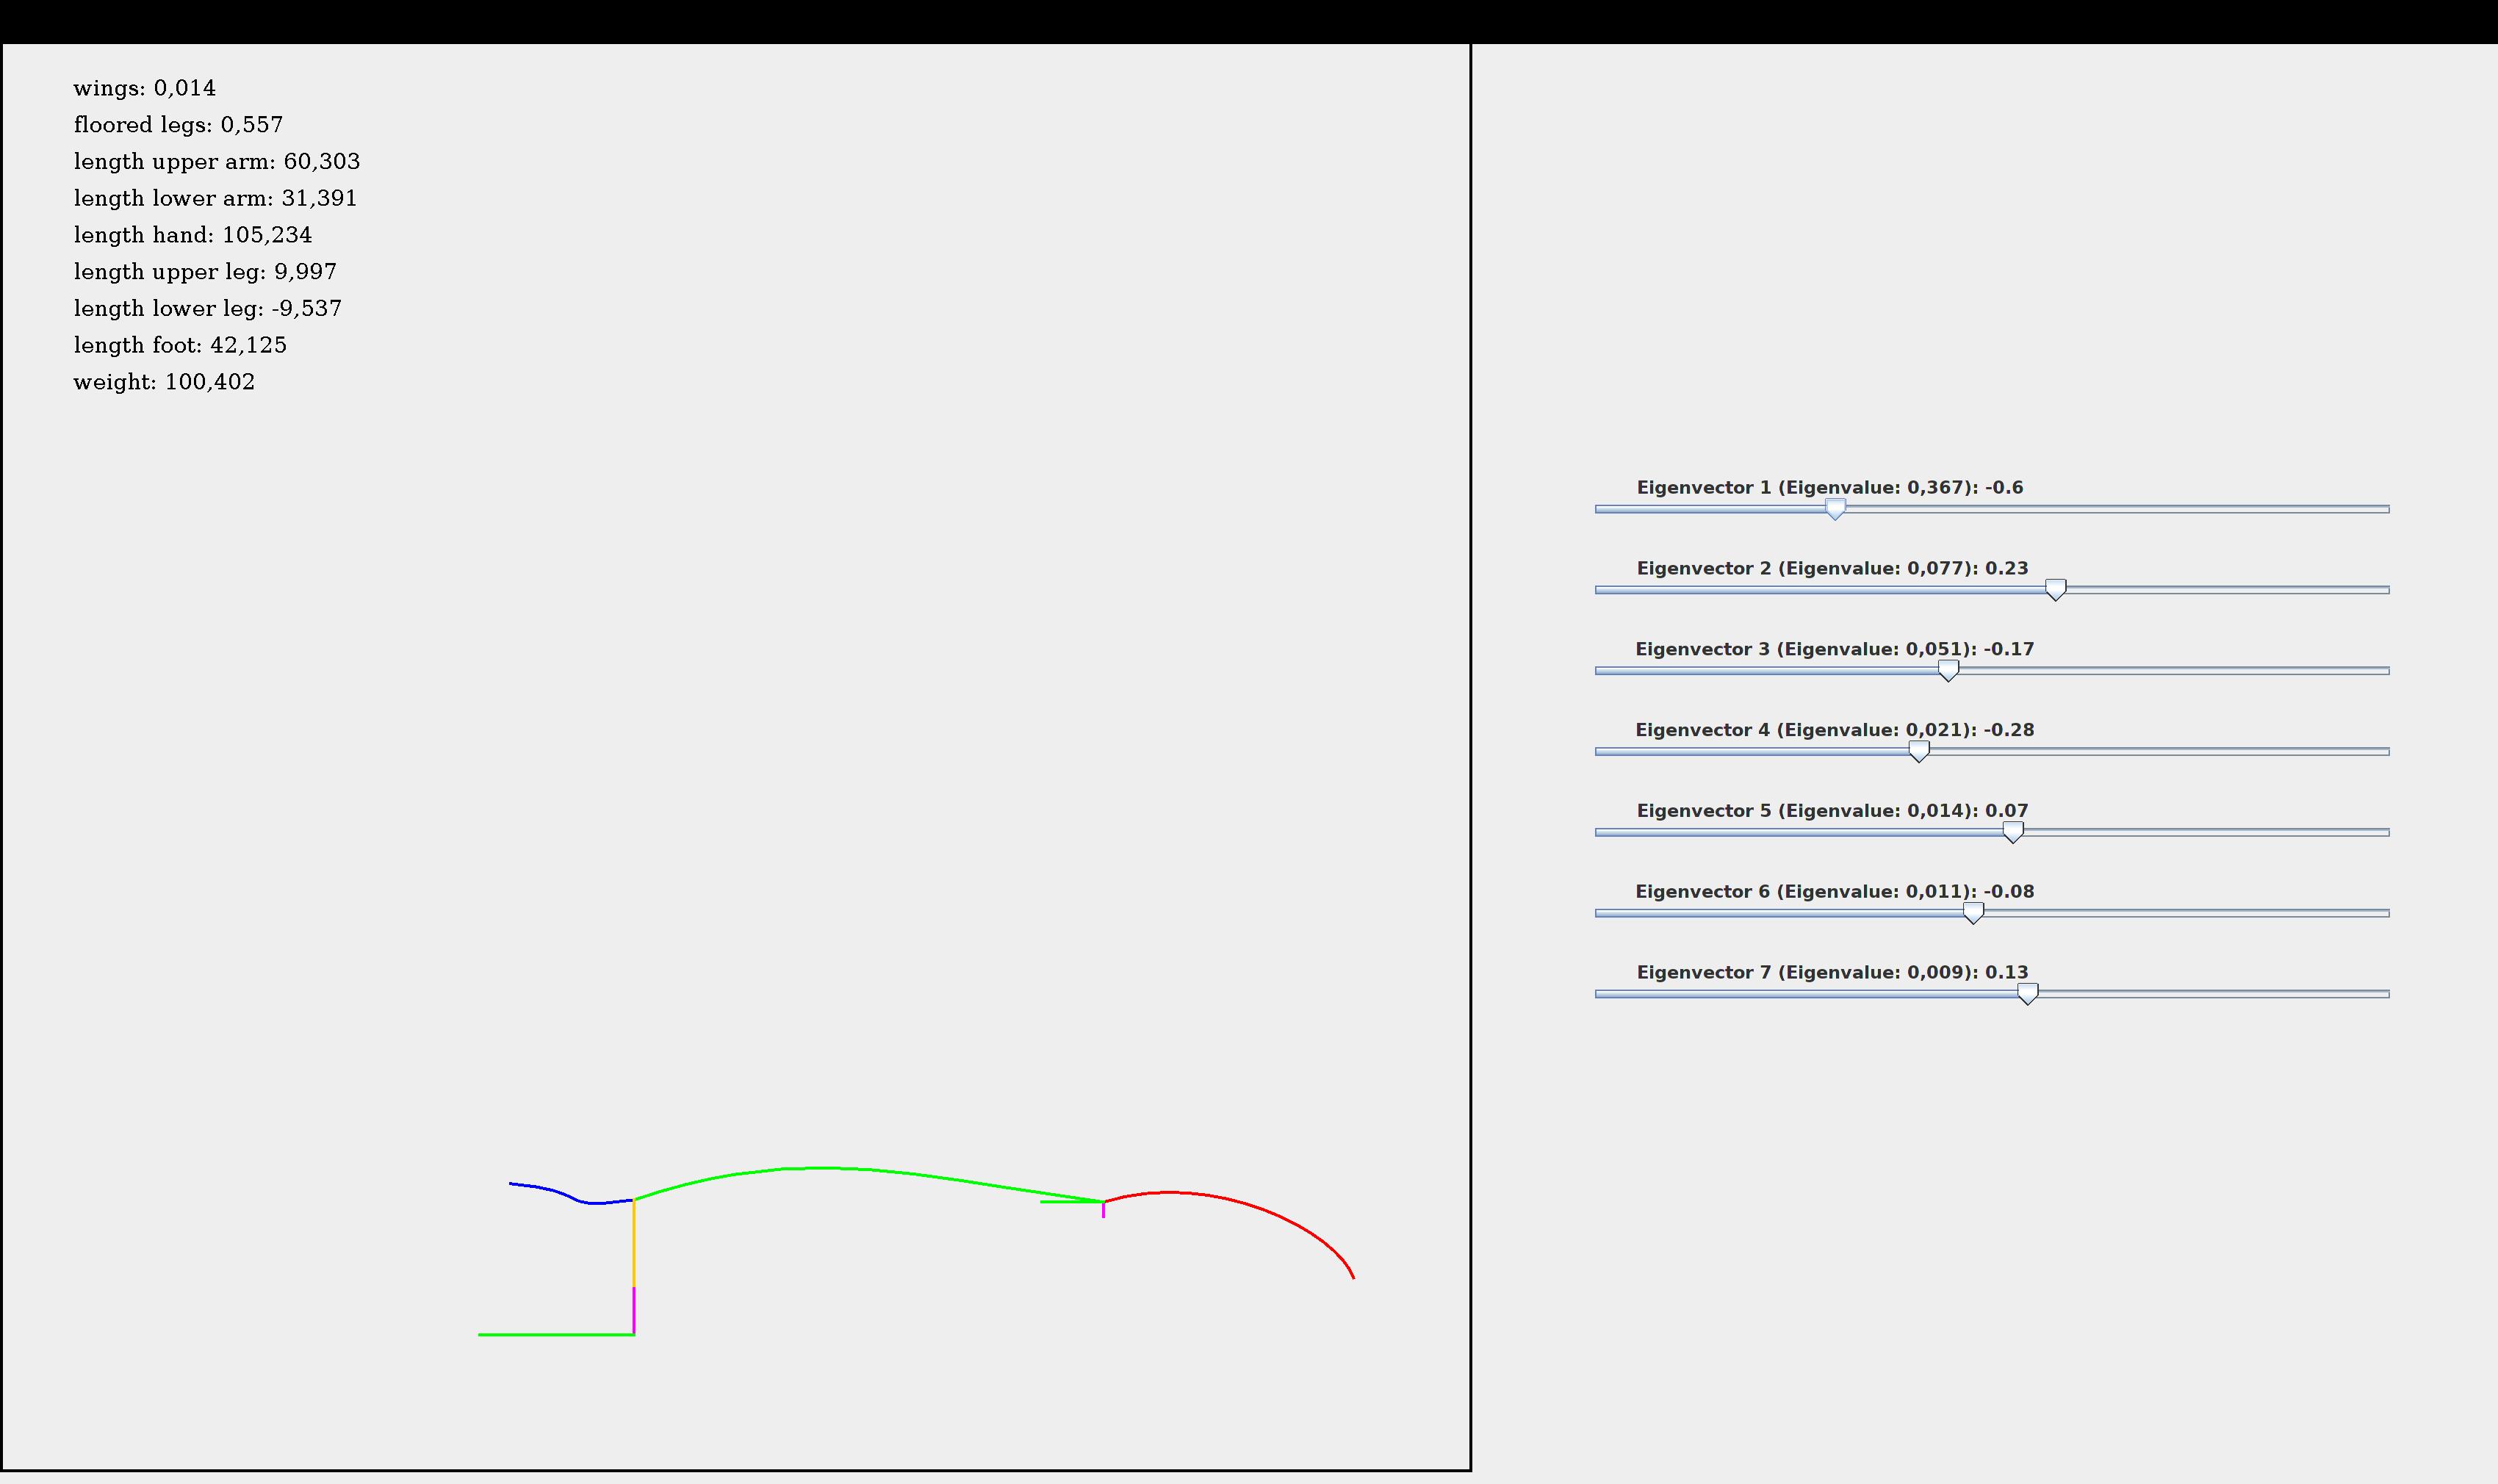 wings: 0,014
floored legs: 0,557
length upper arm: 60,303
length lower arm: 31,391
length hand: 105,234
length upper leg: 9,997
length lower leg: -9,537
length foot: 42,125
weight: 100,402
Eigenvector 1 (Eigenvalue: 0,367): -0.6
Eigenvector 2 (Eigenvalue: 0,077): 0.23
Eigenvector 3 (Eigenvalue: 0,051): -0.17
Eigenvector 4 (Eigenvalue: 0,021): -0.28
Eigenvector 5 (Eigenvalue: 0,014): 0.07
Eigenvector 6 (Eigenvalue: 0,011): -0.08
Eigenvector 7 (Eigenvalue: 0,009): 0.13